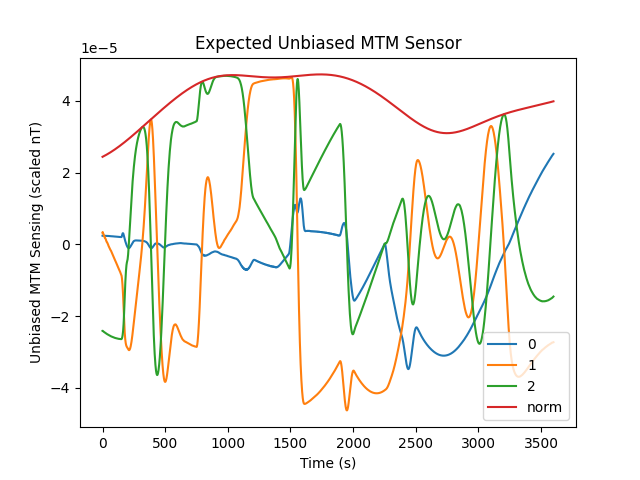 Expected Unbiased MTM Sensor
1e−5
Unbiased MTM Sensing (scaled nT)
4
2
0
−2
−4
0
1
2
norm
0 500 1000 1500 2000 2500 3000 3500
Time (s)